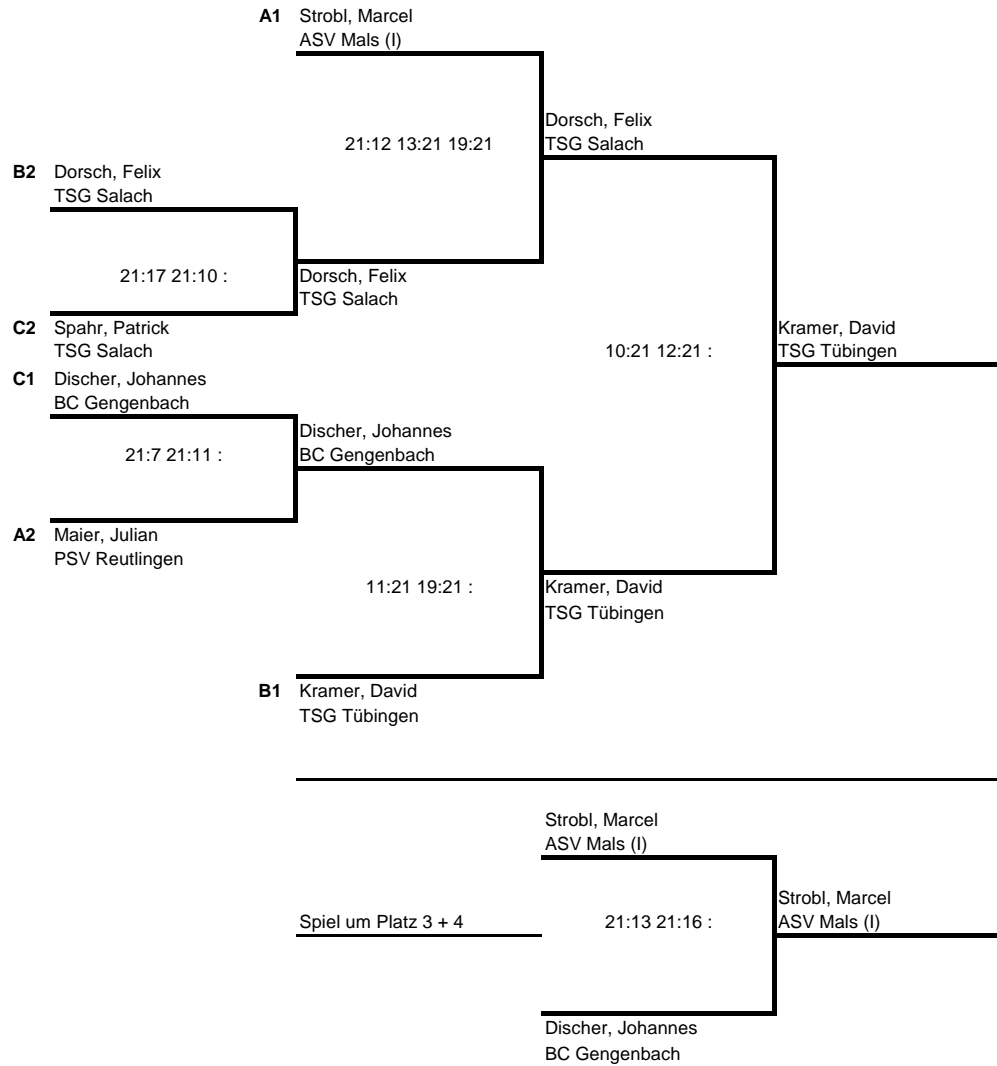 A1 Strobl, Marcel
ASV Mals (I)
21:12 13:21 19:21
Dorsch, Felix
TSG Salach
B2 Dorsch, Felix
TSG Salach
21:17 21:10 :
Dorsch, Felix
TSG Salach
C2 Spahr, Patrick
TSG Salach
10:21 12:21 :
Kramer, David
TSG Tübingen
C1 Discher, Johannes
BC Gengenbach
21:7 21:11 :
Discher, Johannes
BC Gengenbach
A2 Maier, Julian
PSV Reutlingen
11:21 19:21 :
Kramer, David
TSG Tübingen
B1 Kramer, David
TSG Tübingen
Strobl, Marcel
ASV Mals (I)
Spiel um Platz 3 + 4
21:13 21:16 :
Strobl, Marcel
ASV Mals (I)
Discher, Johannes
BC Gengenbach